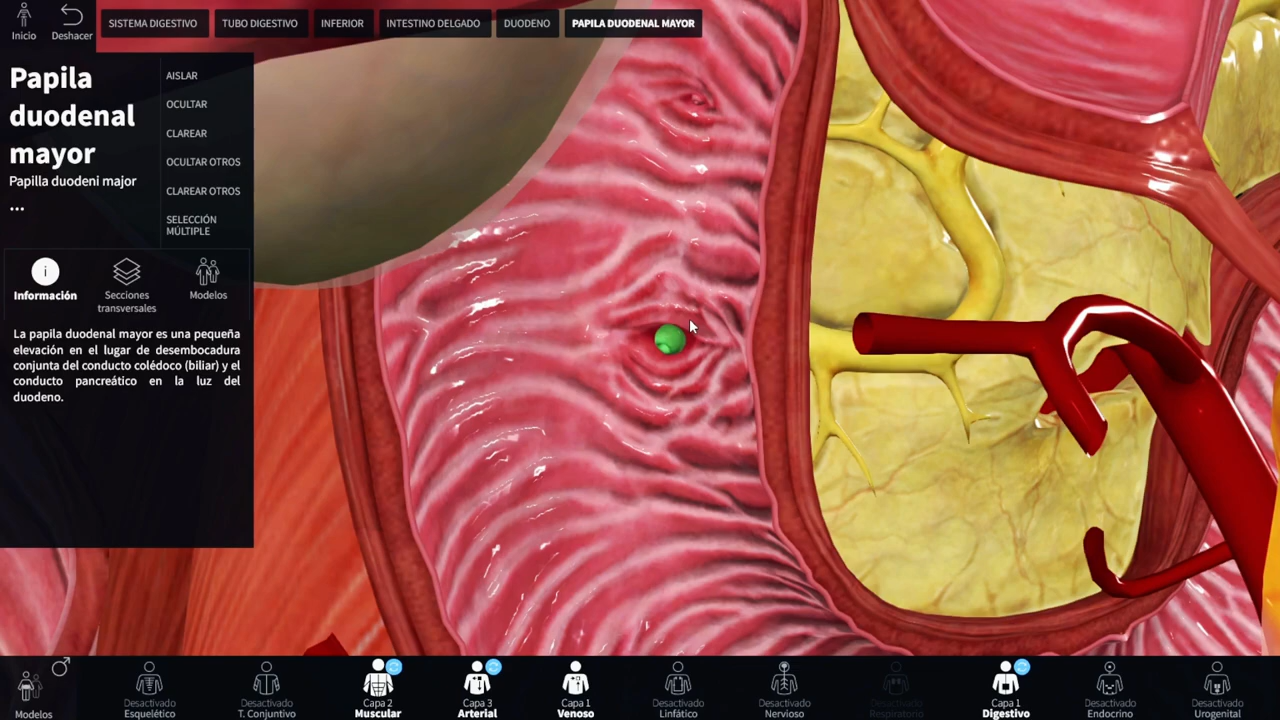 Inicio
Deshacer
SISTEMA DIGESTIVO
TUBO DIGESTIVO
INFERIOR
INTESTINO DELGADO
DUODENO
PAPILA DUODENAL MAYOR
Papila
duodenal
mayor
Papilla duodeni major
...
AISLAR
OCULTAR
CLAREAR
OCULTAR OTROS
CLAREAR OTROS
SELECCIÓN
MÚLTIPLE
i
Información
Secciones
transversales
Modelos
La papila duodenal mayor es una pequeña
elevación en el lugar de desembocadura
conjunta del conducto colédoco (biliar) y el
conducto pancreático en la luz del
duodeno.
Modelos
Desactivado
Esquelético
Desactivado
T. Conjuntivo
Capa 2
Muscular
Capa 3
Arterial
Capa 1
Venoso
Desactivado
Linfático
Desactivado
Nervioso
Desactivado
Respiratorio
Capa 1
Digestivo
Desactivado
Endocrino
Desactivado
Urogenital